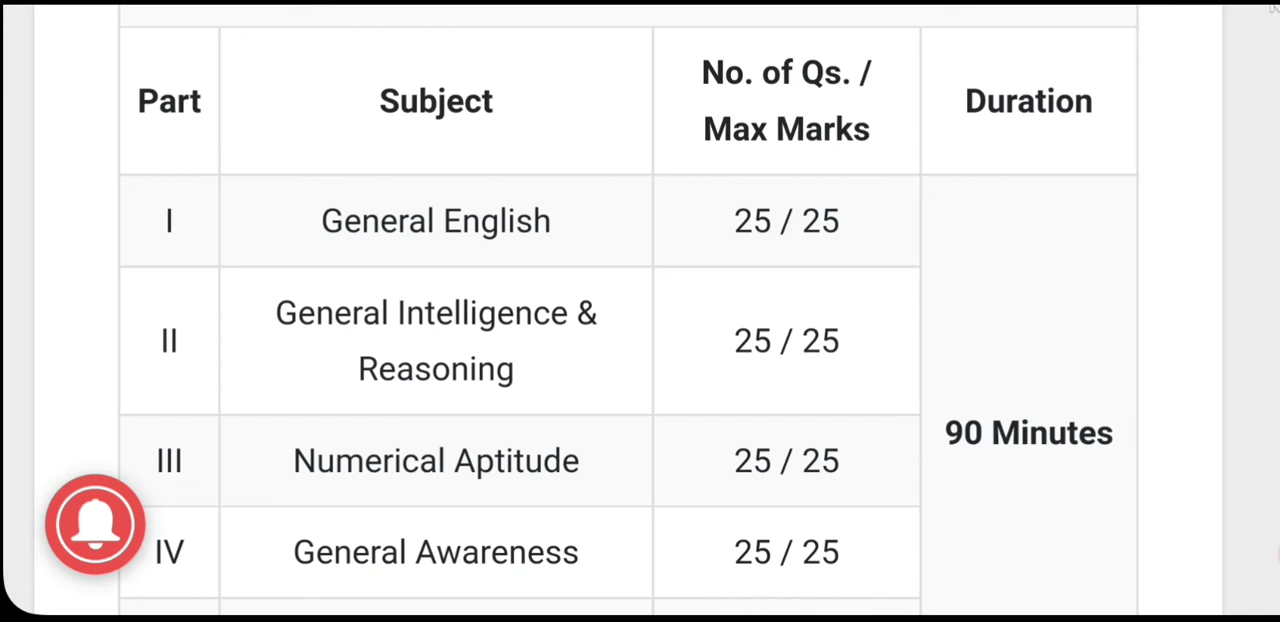 Part Subject No. of Qs. / Duration
Max Marks
I General English 25 / 25
General Intelligence &
II 25 / 25
Reasoning
90 Minutes
III Numerical Aptitude 25 / 25
IV General Awareness 25 / 25